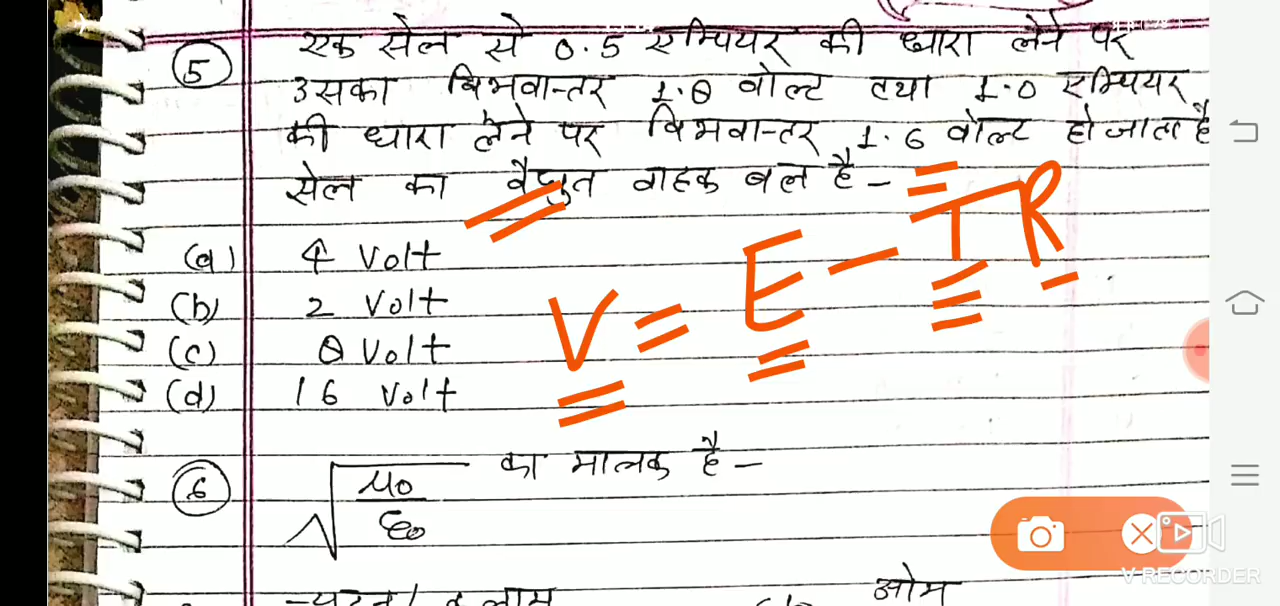 5 एक सेल से 0.5 एम्पियर की धारा लेने पर
उसका विभवान्तर 1.8 वोल्ट तथा 1.0 एम्पियर
की धारा लेने पर विभवान्तर 1.6 वोल्ट हो जाता है
सेल का वैद्युत वाहक बल है -
(a) 4 Volt
(b) 2 Volt
(c) 8 Volt
(d) 16 Volt
V = E - IR
6 √μ0/ε0 का मात्रक है -
ओम
V RECORDER